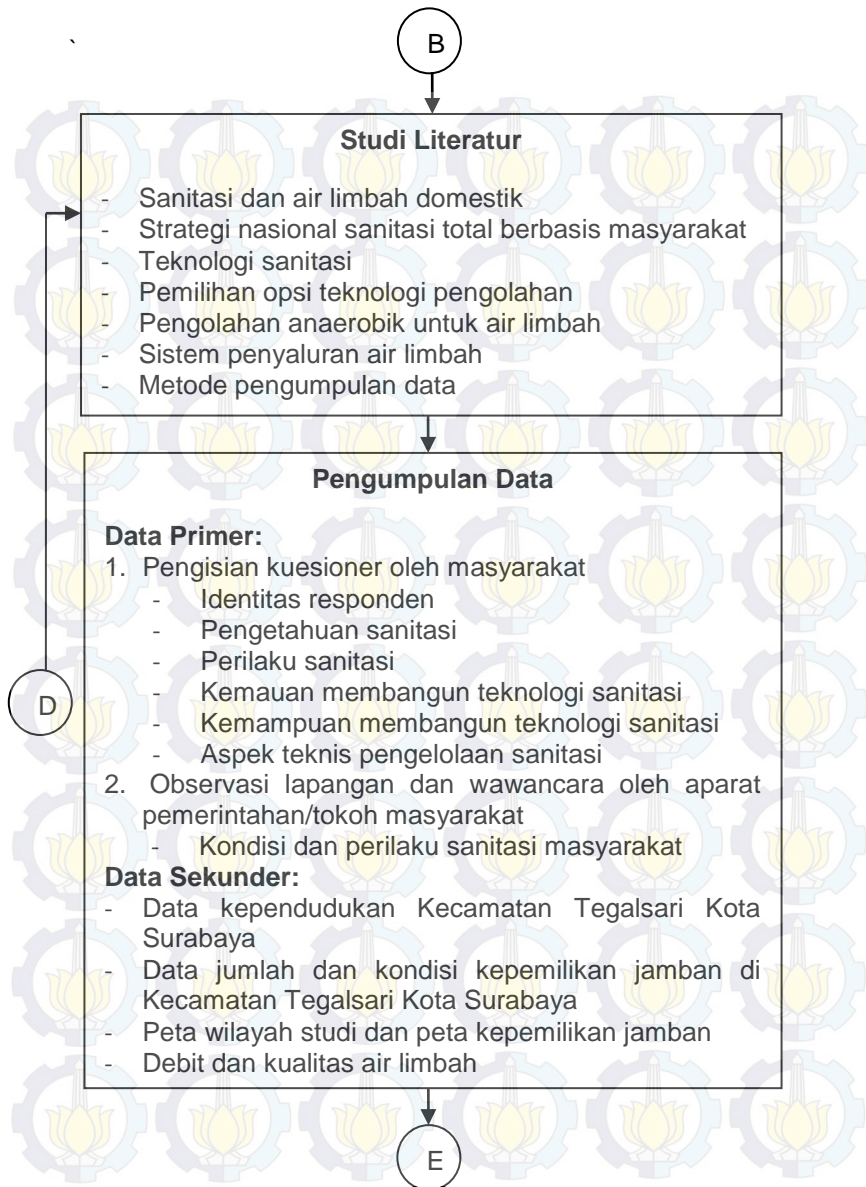 `
B
Studi Literatur
- Sanitasi dan air limbah domestik
- Strategi nasional sanitasi total berbasis masyarakat
- Teknologi sanitasi
- Pemilihan opsi teknologi pengolahan
- Pengolahan anaerobik untuk air limbah
- Sistem penyaluran air limbah
- Metode pengumpulan data
Pengumpulan Data
Data Primer:
1. Pengisian kuesioner oleh masyarakat
- Identitas responden
- Pengetahuan sanitasi
- Perilaku sanitasi
- Kemauan membangun teknologi sanitasi
- Kemampuan membangun teknologi sanitasi
- Aspek teknis pengelolaan sanitasi
2. Observasi lapangan dan wawancara oleh aparat
pemerintahan/tokoh masyarakat
- Kondisi dan perilaku sanitasi masyarakat
Data Sekunder:
- Data kependudukan Kecamatan Tegalsari Kota
Surabaya
- Data jumlah dan kondisi kepemilikan jamban di
Kecamatan Tegalsari Kota Surabaya
- Peta wilayah studi dan peta kepemilikan jamban
- Debit dan kualitas air limbah
D
E